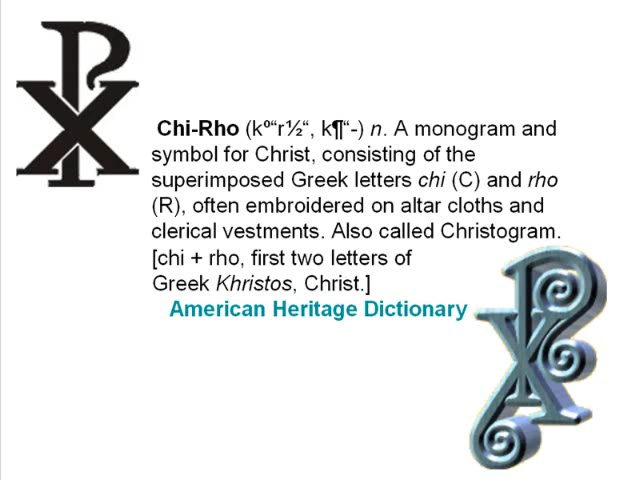 Chi-Rho (kº“r½“, k¶“-) n. A monogram and
symbol for Christ, consisting of the
superimposed Greek letters chi (C) and rho
(R), often embroidered on altar cloths and
clerical vestments. Also called Christogram.
[chi + rho, first two letters of
Greek Khristos, Christ.]
American Heritage Dictionary